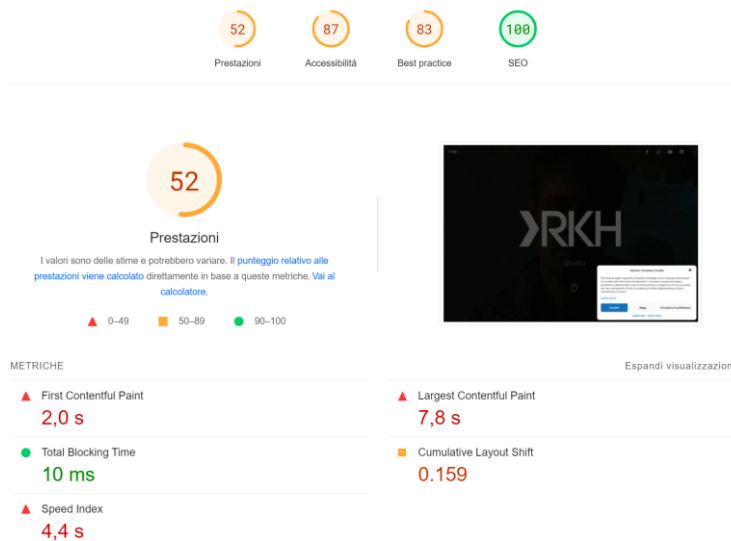 52
87
83
100
Prestazioni
Accessibilità
Best practice
SEO
52
Prestazioni
I valori sono delle stime e potrebbero variare. Il punteggio relativo alle
prestazioni viene calcolato direttamente in base a queste metriche. Vai al
calcolatore.
0–49
50–89
90–100
RKH
Studio
METRICHE
Espandi visualizzazion
First Contentful Paint
2,0 s
Largest Contentful Paint
7,8 s
Total Blocking Time
10 ms
Cumulative Layout Shift
0.159
Speed Index
4,4 s